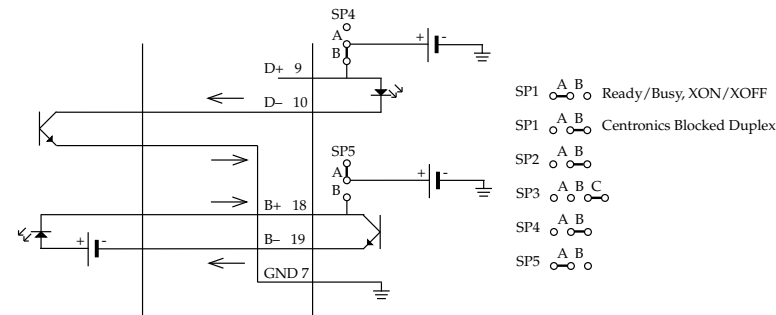 SP4
A
B
+ -
D+ 9
D− 10
SP5
A
B
+ -
B+ 18
+ -
B− 19
GND 7
SP1 A B Ready/Busy, XON/XOFF
SP1 A B Centronics Blocked Duplex
SP2 A B
SP3 A B C
SP4 A B
SP5 A B